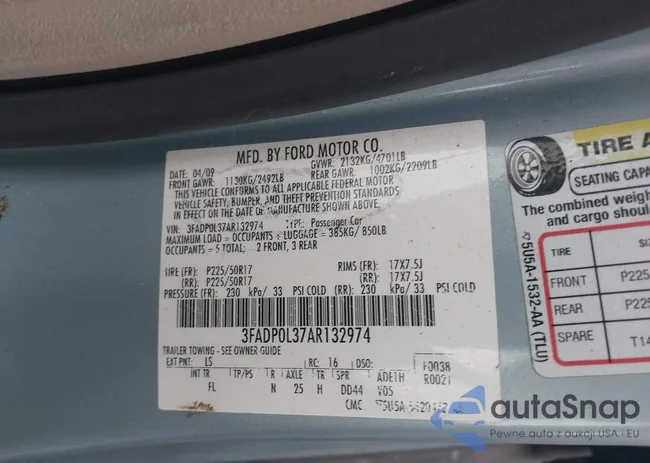 MFD. BY FORD MOTOR CO.
DATE: 04/09 GVWR: 2132KG/4701LB
FRONT GAWR: 1130KG/2492LB REAR GAWR: 1002KG/2209LB
THIS VEHICLE CONFORMS TO ALL APPLICABLE FEDERAL MOTOR
VEHICLE SAFETY, BUMPER, AND THEFT PREVENTION STANDARDS
IN EFFECT ON THE DATE OF MANUFACTURE SHOWN ABOVE.
VIN: 3FADP0L37AR132974 TYPE: Passenger Car
MAXIMUM LOAD = OCCUPANTS + LUGGAGE = 385KG/ 850LB
OCCUPANTS = 5 TOTAL; 2 FRONT, 3 REAR
TIRE (FR): P225/50R17 RIMS (FR): 17X7.5J
(RR): P225/50R17 (RR): 17X7.5J
PRESSURE (FR): 230 kPa/ 33 PSI COLD (RR): 230 kPa/ 33 PSI COLD
3FADP0L37AR132974
TRAILER TOWING - SEE OWNER GUIDE
EXT PNT: LS RC: 16 DSO: F0038
R0021
INT TR TP/PS R AXLE TR SPR ADE1H
FL N 25 H DD44 V05
CMC
TIRE A
SEATING CAPA
The combined weigh
and cargo shoul
TIRE SIZ
FRONT P225
REAR P225
SPARE T14
5U5A-1532-AA (TLU)
autoSnap
Pewne auta z aukcji USA i EU